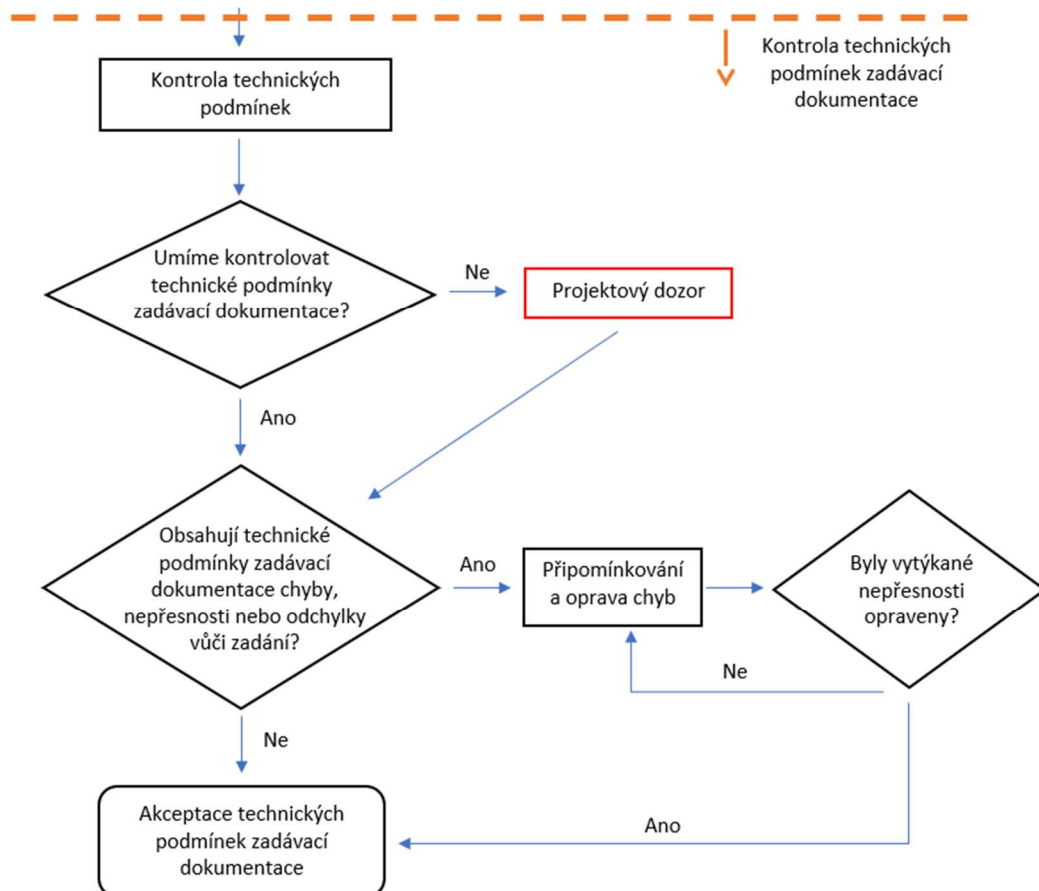 Kontrola technických
podmínek zadávací
dokumentace
Kontrola technických
podmínek
Umíme kontrolovat
technické podmínky
zadávací dokumentace?
Ne
Projektový dozor
Ano
Obsahují technické
podmínky zadávací
dokumentace chyby,
nepřesnosti nebo odchylky
vůči zadání?
Ano
Připomínkování
a oprava chyb
Byly vytýkané
nepřesnosti
opraveny?
Ne
Ne
Ano
Akceptace technických
podmínek zadávací
dokumentace